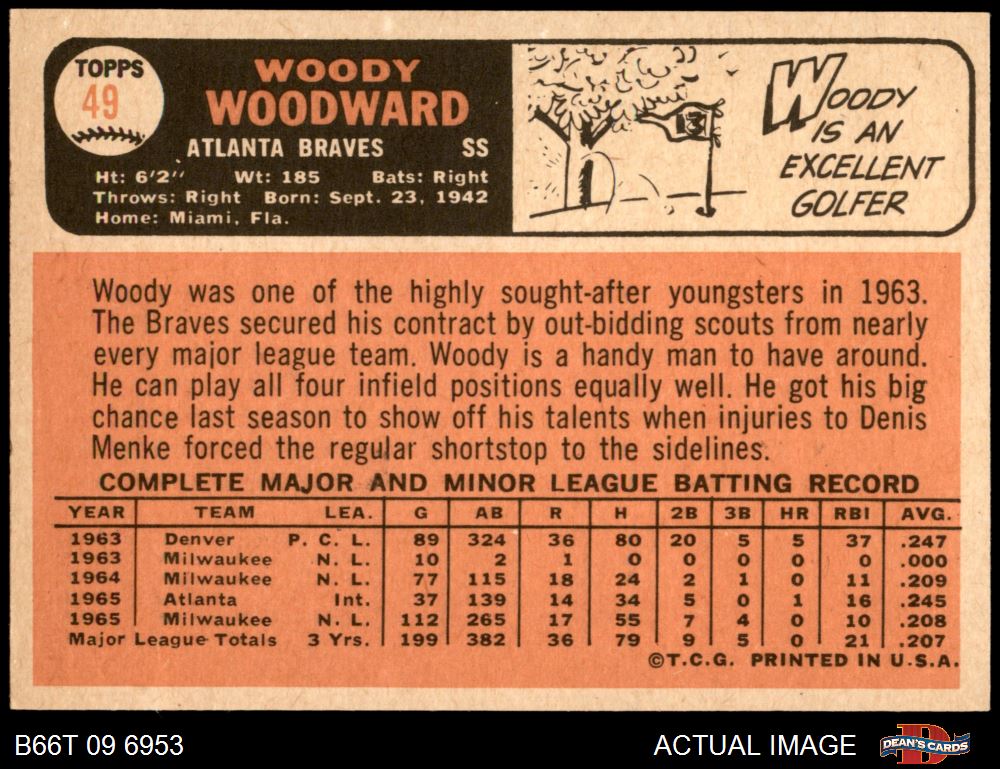 TOPPS
49
WOODY
WOODWARD
ATLANTA BRAVES SS
Ht: 6'2" Wt: 185 Bats: Right
Throws: Right Born: Sept. 23, 1942
Home: Miami, Fla.
13
WOODY
IS AN
EXCELLENT
GOLFER
Woody was one of the highly sought-after youngsters in 1963.
The Braves secured his contract by out-bidding scouts from nearly
every major league team. Woody is a handy man to have around.
He can play all four infield positions equally well. He got his big
chance last season to show off his talents when injuries to Denis
Menke forced the regular shortstop to the sidelines.
COMPLETE MAJOR AND MINOR LEAGUE BATTING RECORD
YEAR TEAM LEA. G AB R H 2B 3B HR RBI AVG.
1963 Denver P. C. L. 89 324 36 80 20 5 5 37 .247
1963 Milwaukee N. L. 10 2 1 0 0 0 0 0 .000
1964 Milwaukee N. L. 77 115 18 24 2 1 0 11 .209
1965 Atlanta Int. 37 139 14 34 5 0 1 16 .245
1965 Milwaukee N. L. 112 265 17 55 7 4 0 10 .208
Major League Totals 3 Yrs. 199 382 36 79 9 5 0 21 .207
©T.C.G. PRINTED IN U.S.A.
B66T 09 6953
ACTUAL IMAGE
DEAN'S CARDS